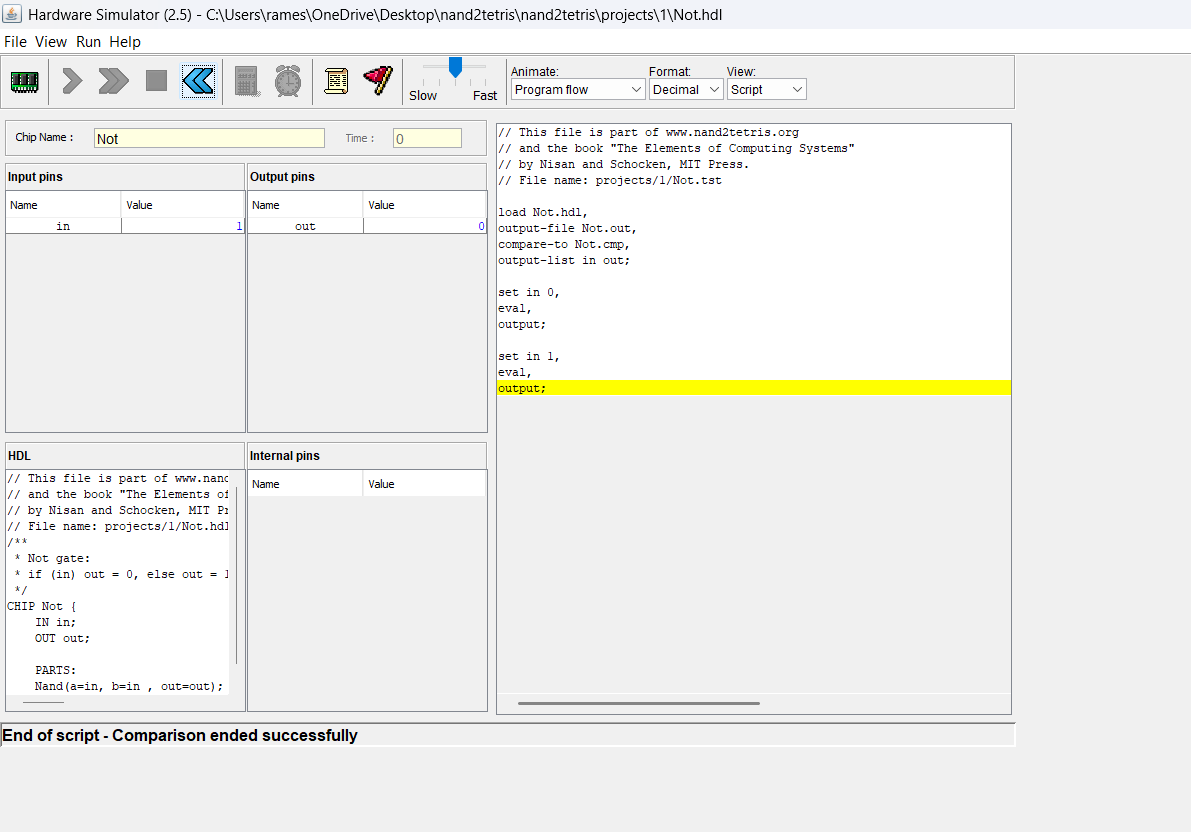 Hardware Simulator (2.5) - C:\Users\rames\OneDrive\Desktop\nand2tetris\nand2tetris\projects\1\Not.hdl
File View Run Help
Slow Fast
Animate: Format: View:
Program flow Decimal Script
Chip Name : Not Time : 0
Input pins
Name Value
in 1
Output pins
Name Value
out 0
HDL
// This file is part of www.nand
// and the book "The Elements of
// by Nisan and Schocken, MIT Pr
// File name: projects/1/Not.hdl
/**
* Not gate:
* if (in) out = 0, else out = 1
*/
CHIP Not {
IN in;
OUT out;
PARTS:
Nand(a=in, b=in , out=out);
Internal pins
Name Value
// This file is part of www.nand2tetris.org
// and the book "The Elements of Computing Systems"
// by Nisan and Schocken, MIT Press.
// File name: projects/1/Not.tst
load Not.hdl,
output-file Not.out,
compare-to Not.cmp,
output-list in out;
set in 0,
eval,
output;
set in 1,
eval,
output;
End of script - Comparison ended successfully